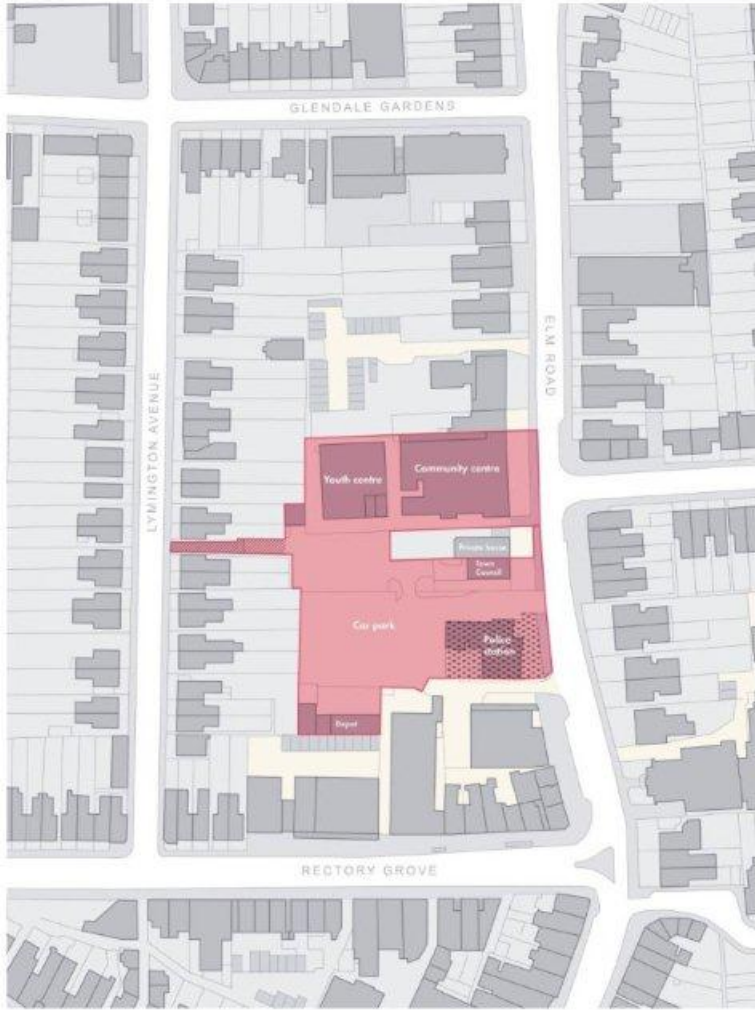 GLENDALE GARDENS
ELM ROAD
LYMINGTON AVENUE
Youth centre
Community centre
Private house
Town
Council
Car park
Police
station
Depot
RECTORY GROVE